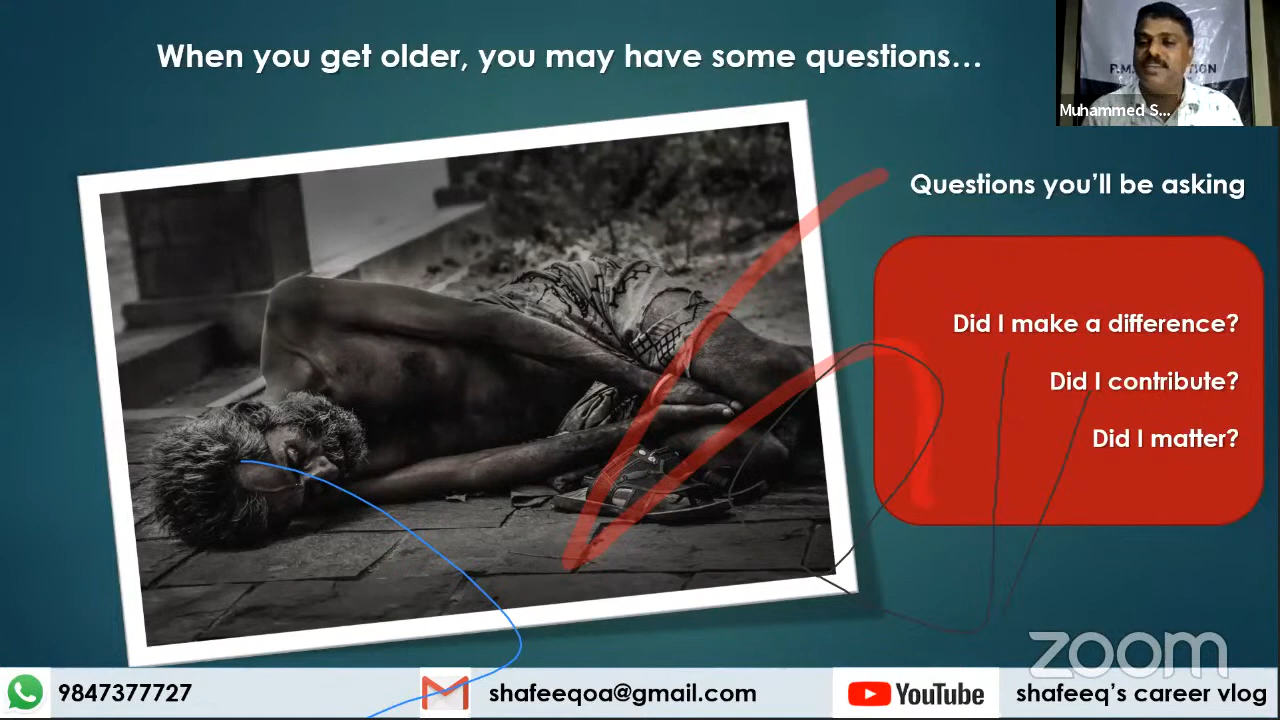 When you get older, you may have some questions…
Muhammed S...
Questions you'll be asking
Did I make a difference?
Did I contribute?
Did I matter?
zoom
9847377727
shafeeqoa@gmail.com
YouTube
shafeeq's career vlog